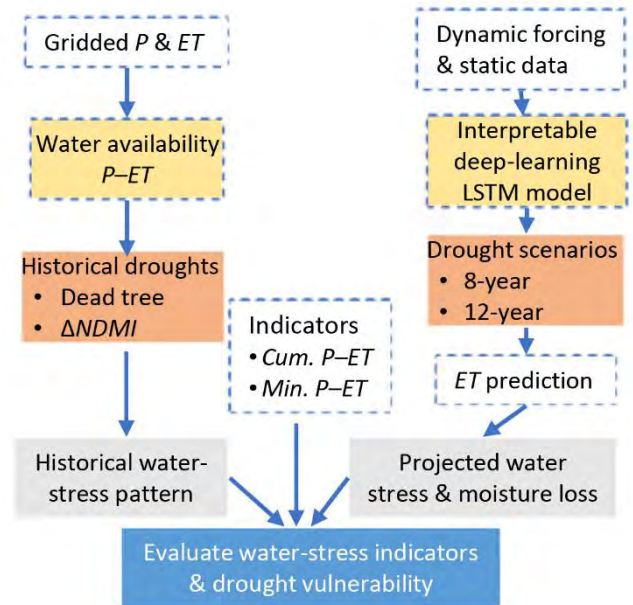 Gridded P & ET
Water availability
P–ET
Historical droughts
• Dead tree
• ΔNDMI
Historical water-
stress pattern
Indicators
• Cum. P–ET
• Min. P–ET
Dynamic forcing
& static data
Interpretable
deep-learning
LSTM model
Drought scenarios
• 8-year
• 12-year
ET prediction
Projected water
stress & moisture loss
Evaluate water-stress indicators
& drought vulnerability